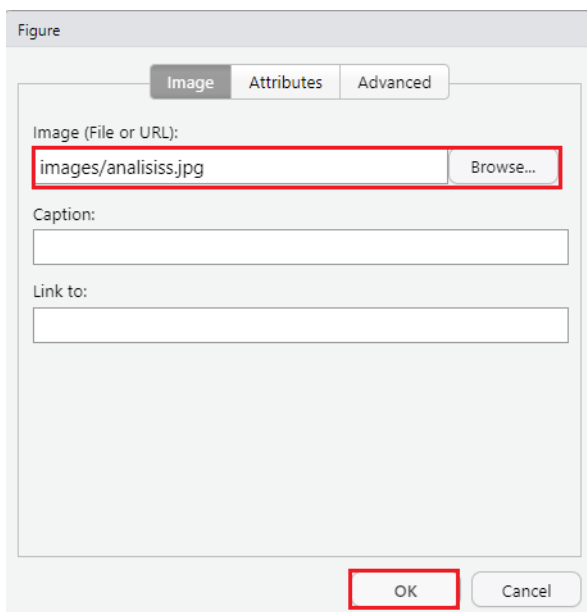 Figure
Image Attributes Advanced
Image (File or URL):
images/analisiss.jpg Browse...
Caption:
Link to:
OK Cancel